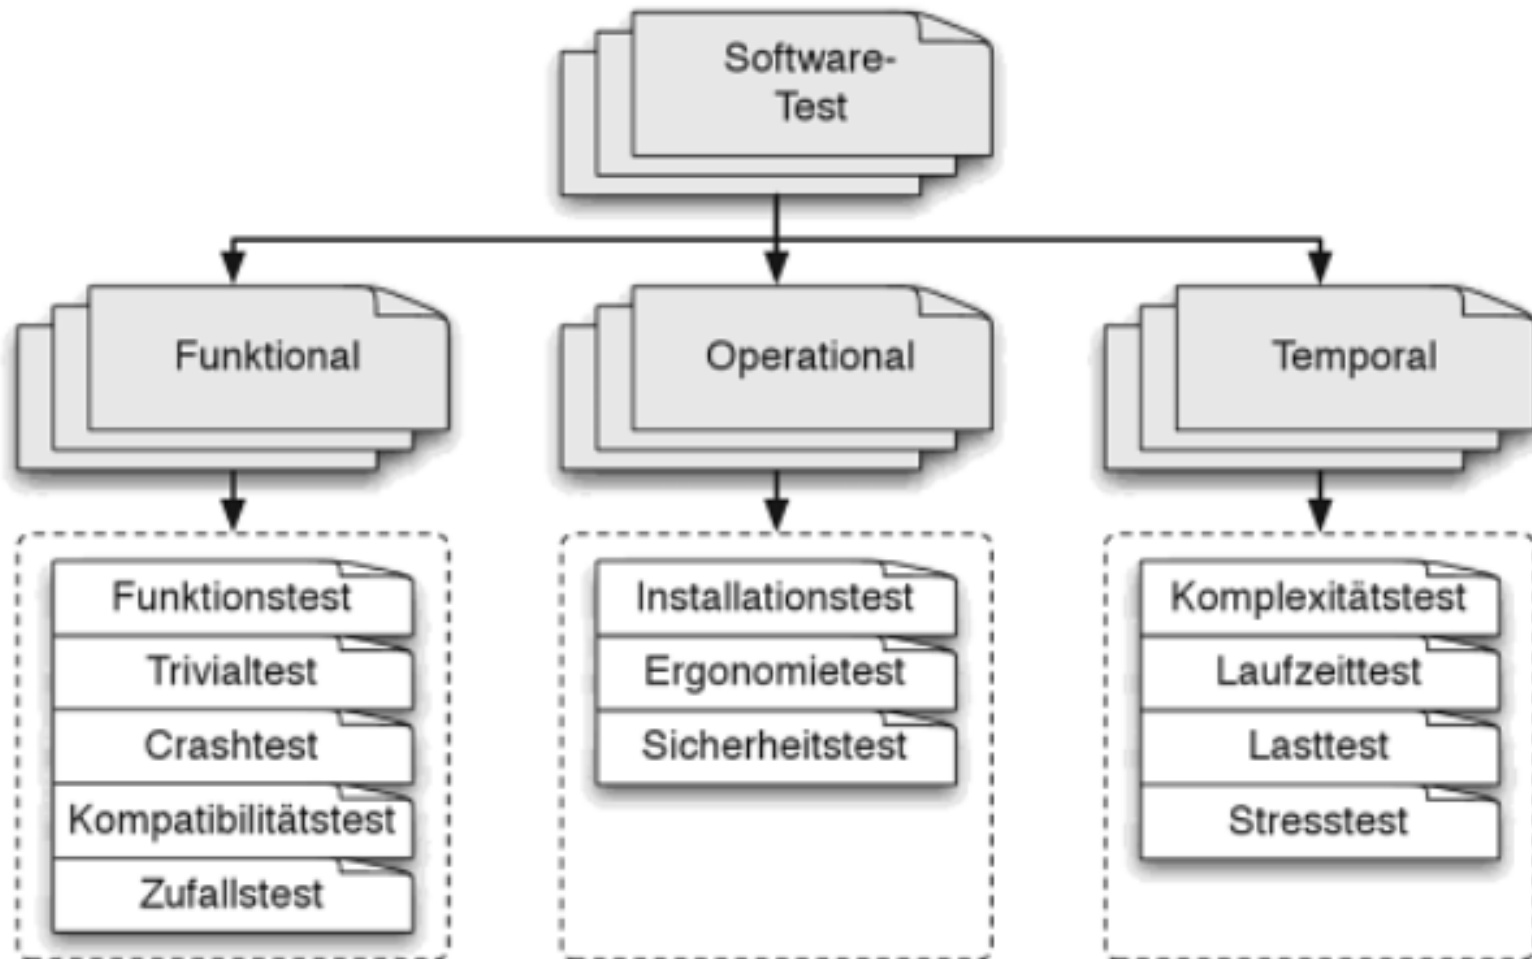 Software-
Test
Funktional
Operational
Temporal
Funktionstest
Trivialtest
Crashtest
Kompatibilitätstest
Zufallstest
Installationstest
Ergonomietest
Sicherheitstest
Komplexitätstest
Laufzeittest
Lasttest
Stresstest